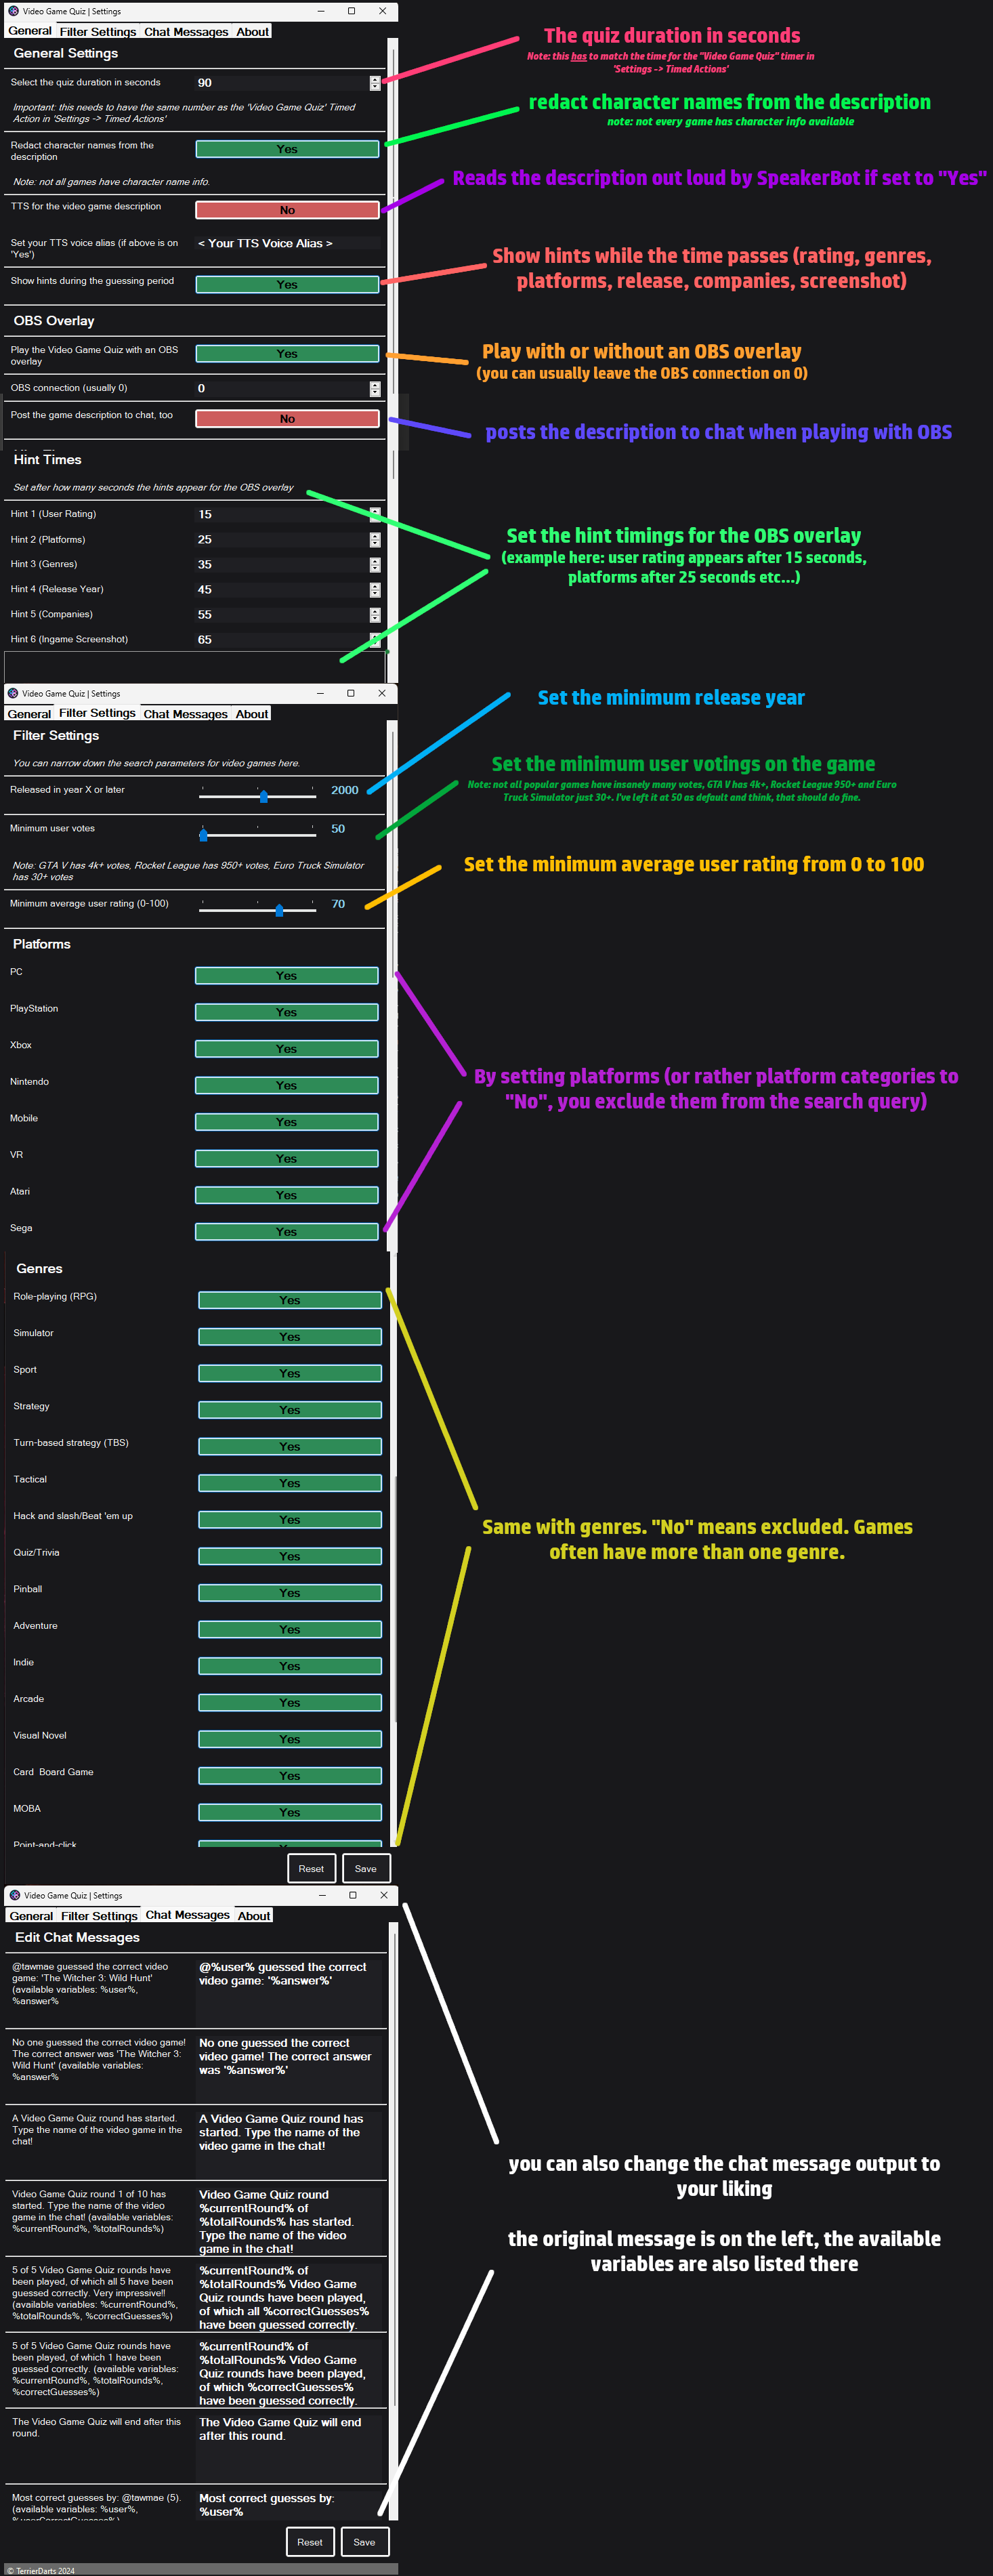 Video Game Quiz | Settings
General Filter Settings Chat Messages About
General Settings
Select the quiz duration in seconds 90
Important: this needs to have the same number as the 'Video Game Quiz' Timed
Action in 'Settings -> Timed Actions'
Redact character names from the
description
Yes
Note: not all games have character name info.
TTS for the video game description No
Set your TTS voice alias (if above is on
'Yes')
< Your TTS Voice Alias >
Show hints during the guessing period Yes
OBS Overlay
Play the Video Game Quiz with an OBS
overlay
Yes
OBS connection (usually 0) 0
Post the game description to chat, too No
Hint Times
Set after how many seconds the hints appear for the OBS overlay
Hint 1 (User Rating) 15
Hint 2 (Platforms) 25
Hint 3 (Genres) 35
Hint 4 (Release Year) 45
Hint 5 (Companies) 55
Hint 6 (Ingame Screenshot) 65
The quiz duration in seconds
Note: this has to match the time for the "Video Game Quiz" timer in
'Settings -> Timed Actions'
redact character names from the description
note: not every game has character info available
Reads the description out loud by SpeakerBot if set to "Yes"
Show hints while the time passes (rating, genres,
platforms, release, companies, screenshot)
Play with or without an OBS overlay
(you can usually leave the OBS connection on 0)
posts the description to chat when playing with OBS
Set the hint timings for the OBS overlay
(example here: user rating appears after 15 seconds,
platforms after 25 seconds etc...)
Video Game Quiz | Settings
General Filter Settings Chat Messages About
Filter Settings
You can narrow down the search parameters for video games here.
Released in year X or later 2000
Minimum user votes 50
Note: GTA V has 4k+ votes, Rocket League has 950+ votes, Euro Truck Simulator
has 30+ votes
Minimum average user rating (0-100) 70
Platforms
PC Yes
PlayStation Yes
Xbox Yes
Nintendo Yes
Mobile Yes
VR Yes
Atari Yes
Sega Yes
Genres
Role-playing (RPG) Yes
Simulator Yes
Sport Yes
Strategy Yes
Turn-based strategy (TBS) Yes
Tactical Yes
Hack and slash/Beat 'em up Yes
Quiz/Trivia Yes
Pinball Yes
Adventure Yes
Indie Yes
Arcade Yes
Visual Novel Yes
Card Board Game Yes
MOBA Yes
Point-and-click
Reset Save
Set the minimum release year
Set the minimum user votings on the game
Note: not all popular games have insanely many votes, GTA V has 4k+, Rocket League 950+ and Euro
Truck Simulator just 30+. I've left it at 50 as default and think, that should do fine.
Set the minimum average user rating from 0 to 100
By setting platforms (or rather platform categories to
"No", you exclude them from the search query)
Same with genres. "No" means excluded. Games
often have more than one genre.
Video Game Quiz | Settings
General Filter Settings Chat Messages About
Edit Chat Messages
@tawmae guessed the correct video
game: 'The Witcher 3: Wild Hunt'
(available variables: %user%,
%answer%
@%user% guessed the correct
video game: '%answer%'
No one guessed the correct video game!
The correct answer was 'The Witcher 3:
Wild Hunt' (available variables:
%answer%
No one guessed the correct
video game! The correct answer
was '%answer%'
A Video Game Quiz round has started.
Type the name of the video game in the
chat!
A Video Game Quiz round has
started. Type the name of the
video game in the chat!
Video Game Quiz round 1 of 10 has
started. Type the name of the video
game in the chat! (available variables:
%currentRound%, %totalRounds%)
Video Game Quiz round
%currentRound% of
%totalRounds% has started.
Type the name of the video
game in the chat!
5 of 5 Video Game Quiz rounds have
been played, of which all 5 have been
guessed correctly. Very impressive!!
(available variables: %currentRound%,
%totalRounds%, %correctGuesses%)
%currentRound% of
%totalRounds% Video Game
Quiz rounds have been played,
of which all %correctGuesses%
have been guessed correctly.
5 of 5 Video Game Quiz rounds have
been played, of which 1 have been
guessed correctly. (available variables:
%currentRound%, %totalRounds%,
%correctGuesses%)
%currentRound% of
%totalRounds% Video Game
Quiz rounds have been played,
of which %correctGuesses%
have been guessed correctly.
The Video Game Quiz will end after this
round.
The Video Game Quiz will end
after this round.
Most correct guesses by: @tawmae (5).
(available variables: %user%,
Most correct guesses by:
%user%
Reset Save
© TerrierDarts 2024
you can also change the chat message output to
your liking
the original message is on the left, the available
variables are also listed there